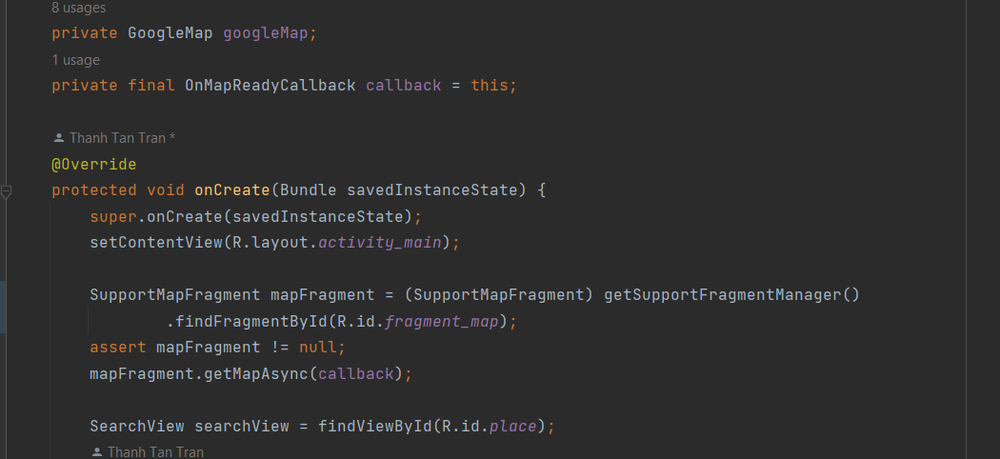 8 usages
private GoogleMap googleMap;
1 usage
private final OnMapReadyCallback callback = this;
Thanh Tan Tran *
@Override
protected void onCreate(Bundle savedInstanceState) {
super.onCreate(savedInstanceState);
setContentView(R.layout.activity_main);
SupportMapFragment mapFragment = (SupportMapFragment) getSupportFragmentManager()
.findFragmentById(R.id.fragment_map);
assert mapFragment != null;
mapFragment.getMapAsync(callback);
SearchView searchView = findViewById(R.id.place);
Thanh Tan Tran